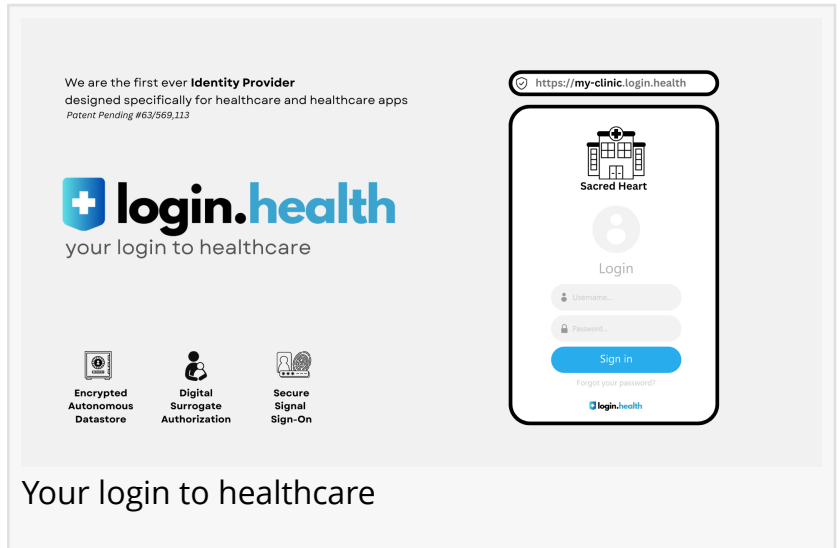 We are the first ever Identity Provider
designed specifically for healthcare and healthcare apps
Patent Pending #63/569,113
login.health
your login to healthcare
Encrypted
Autonomous
Datastore
Digital
Surrogate
Authorization
Secure
Signal
Sign-On
https://my-clinic.login.health
Sacred Heart
Login
Username...
Password...
Sign in
Forgot your password?
login.health
Your login to healthcare